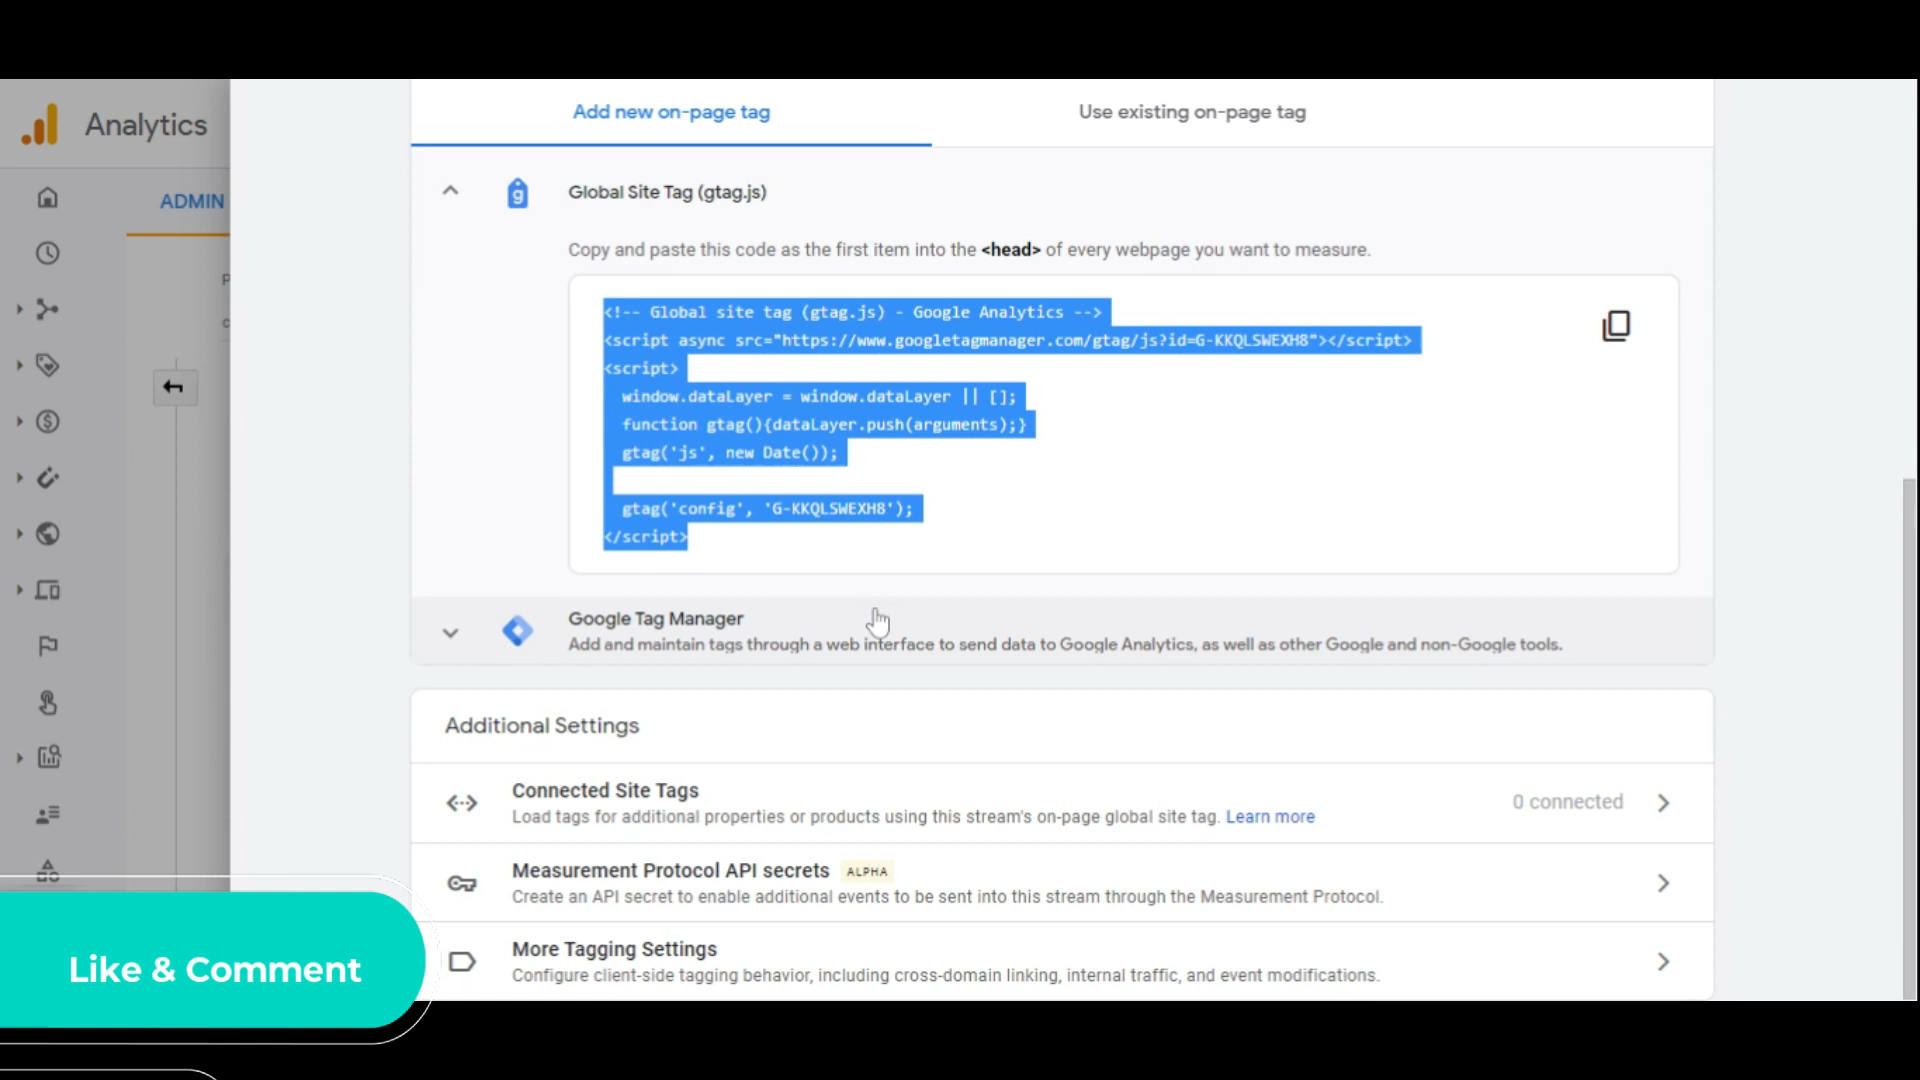 Analytics
ADMIN
Add new on-page tag
Use existing on-page tag
Global Site Tag (gtag.js)
Copy and paste this code as the first item into the <head> of every webpage you want to measure.
<!-- Global site tag (gtag.js) - Google Analytics -->
<script async src="https://www.googletagmanager.com/gtag/js?id=G-KKQLSWEXH8"></script>
<script>
window.dataLayer = window.dataLayer || [];
function gtag(){dataLayer.push(arguments);}
gtag('js', new Date());
gtag('config', 'G-KKQLSWEXH8');
</script>
Google Tag Manager
Add and maintain tags through a web interface to send data to Google Analytics, as well as other Google and non-Google tools.
Additional Settings
Connected Site Tags
0 connected
Load tags for additional properties or products using this stream's on-page global site tag. Learn more
Measurement Protocol API secrets ALPHA
Create an API secret to enable additional events to be sent into this stream through the Measurement Protocol.
More Tagging Settings
Configure client-side tagging behavior, including cross-domain linking, internal traffic, and event modifications.
Like & Comment